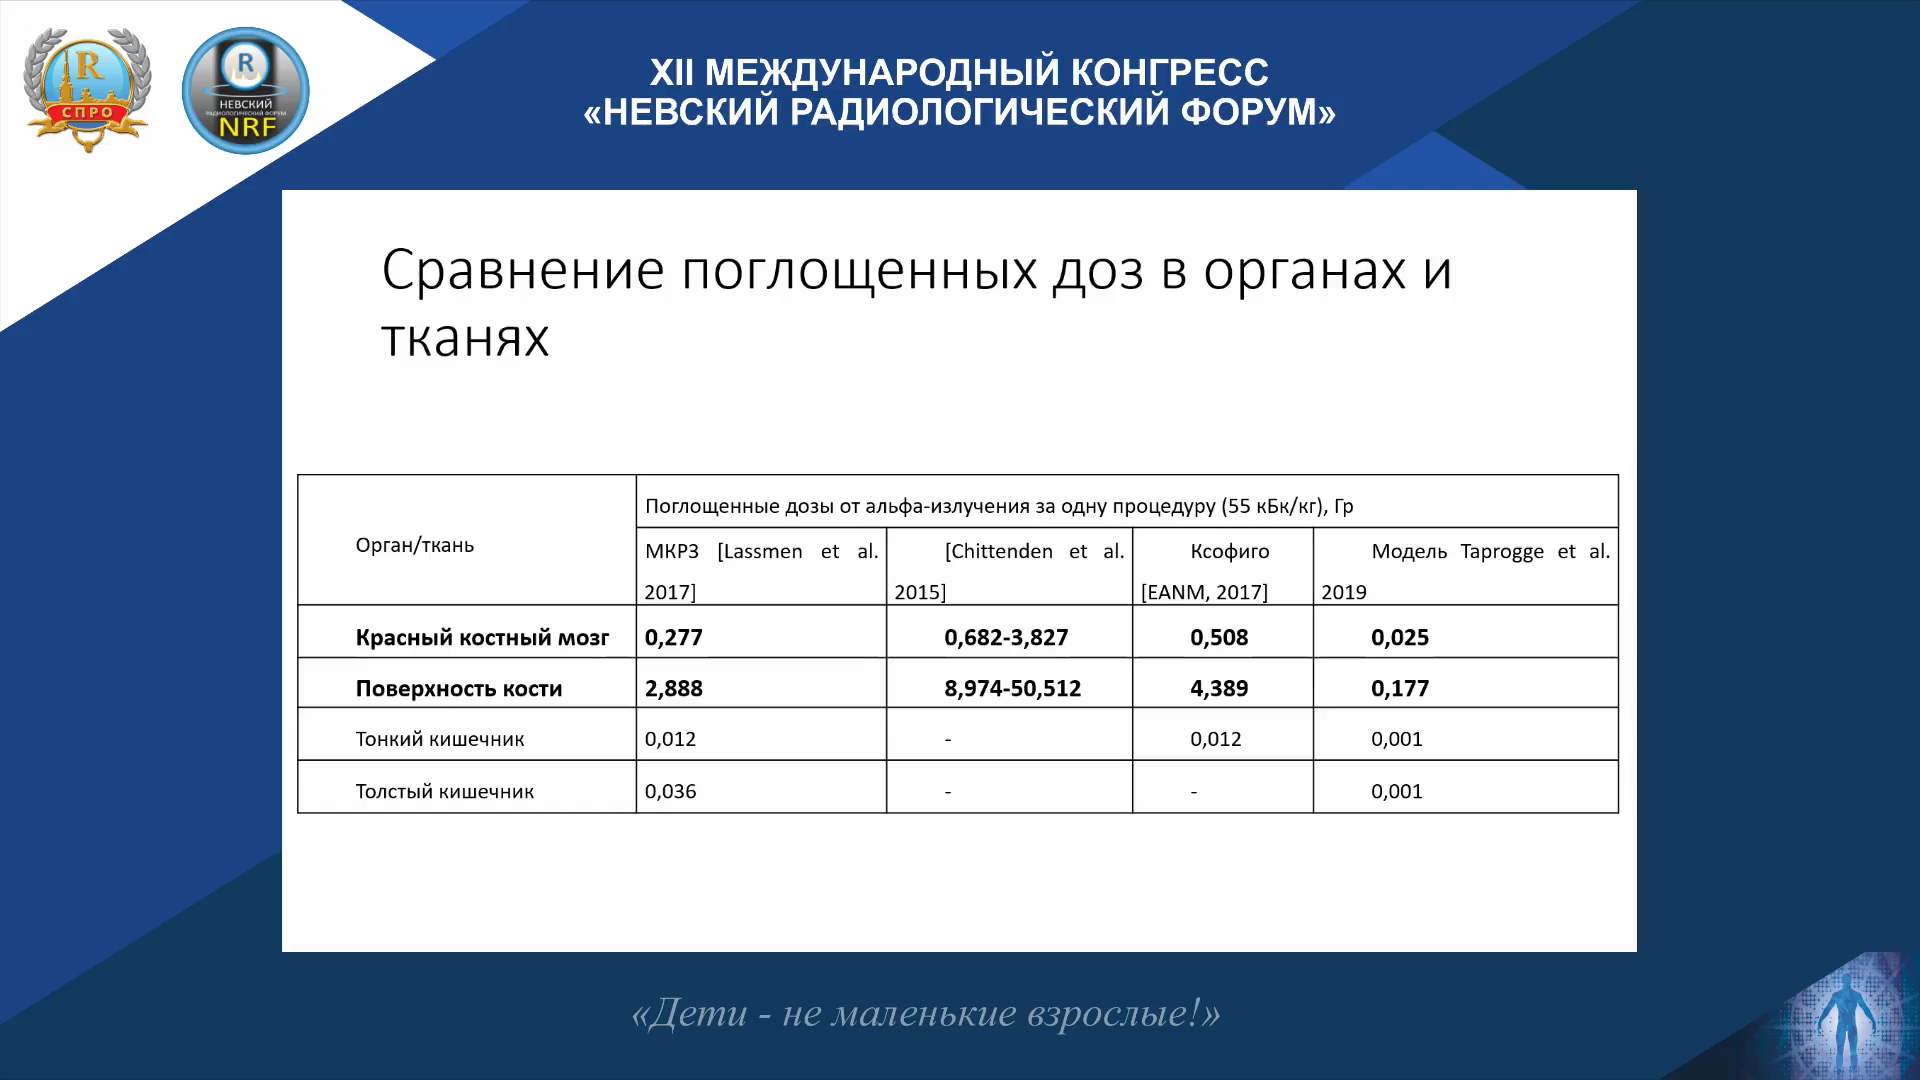 R
СПРО
R
НЕВСКИЙ
РАДИОЛОГИЧЕСКИЙ ФОРУМ
NRF
XII МЕЖДУНАРОДНЫЙ КОНГРЕСС
«НЕВСКИЙ РАДИОЛОГИЧЕСКИЙ ФОРУМ»
Сравнение поглощенных доз в органах и
тканях
Орган/ткань
Поглощенные дозы от альфа-излучения за одну процедуру (55 кБк/кг), Гр
МКРЗ [Lassmen et al.
2017]
[Chittenden et al.
2015]
Ксофиго
[EANM, 2017]
Модель Taprogge et al.
2019
Красный костный мозг 0,277 0,682-3,827 0,508 0,025
Поверхность кости 2,888 8,974-50,512 4,389 0,177
Тонкий кишечник 0,012 - 0,012 0,001
Толстый кишечник 0,036 - - 0,001
«Дети - не маленькие взрослые!»